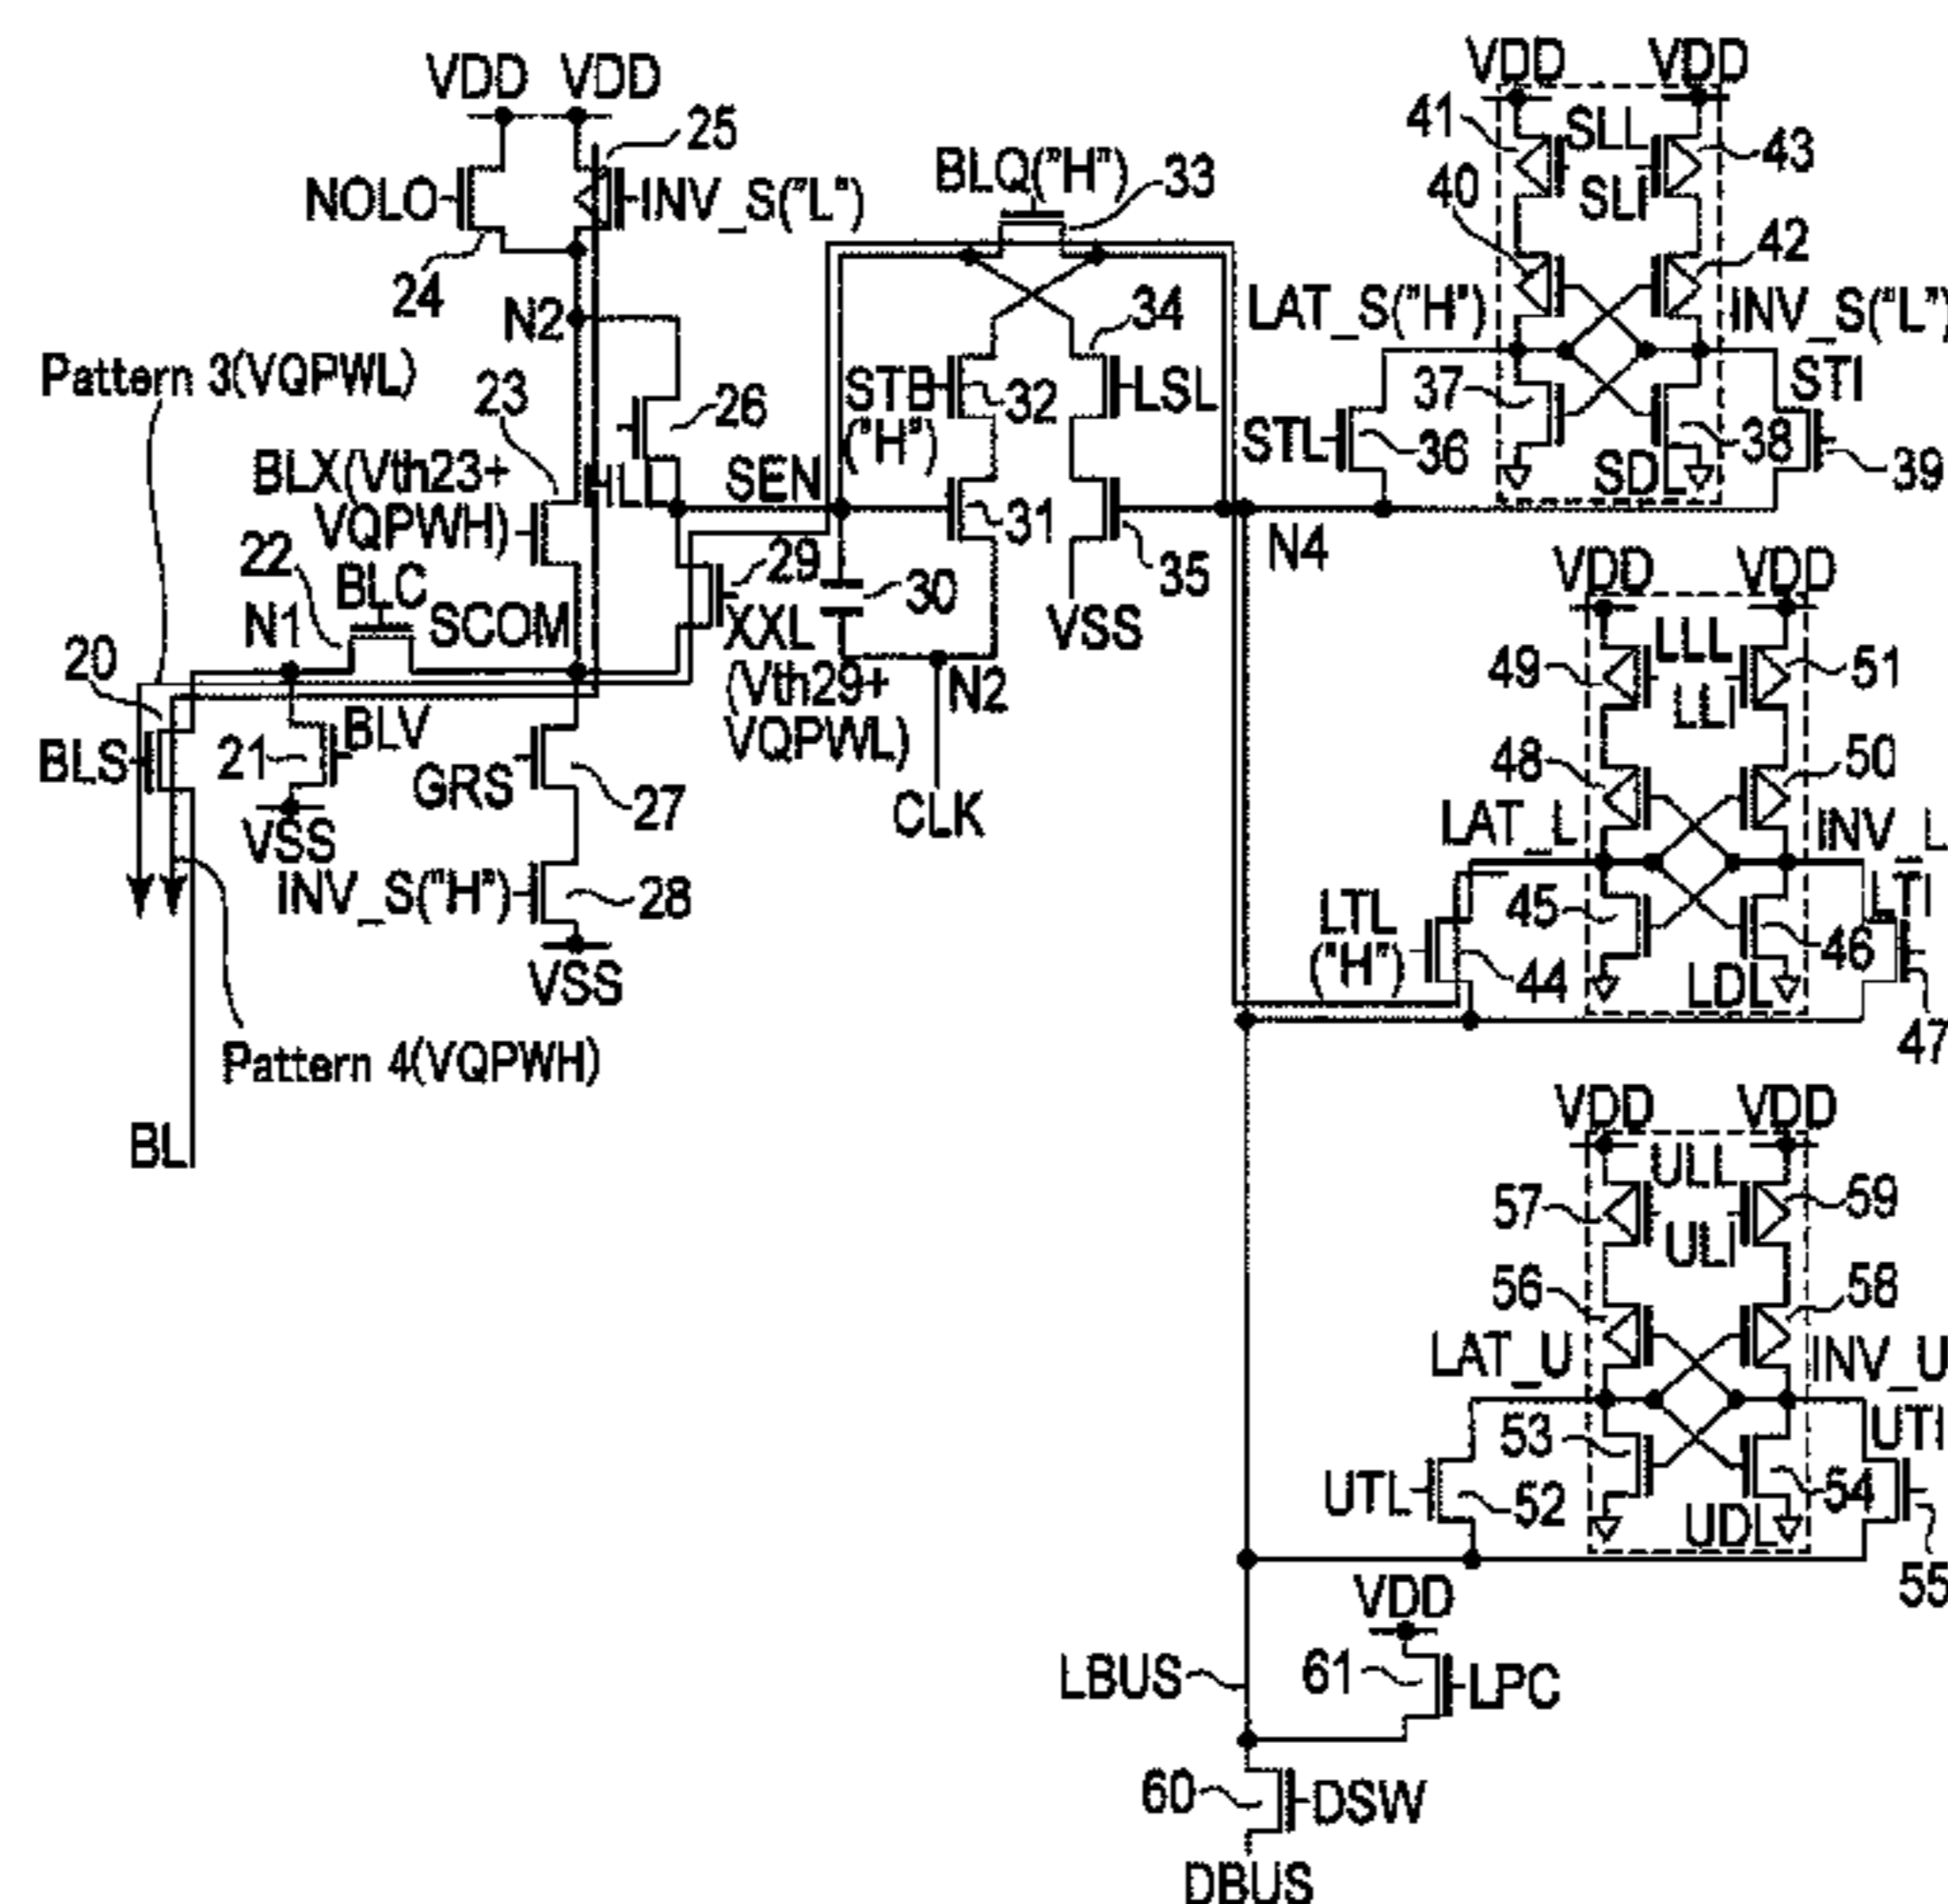 VDD VDD
25
NOLO
INV_S("L")
24
N2
Pattern 3(VQPWL)
23
26
BLX(Vth23+
VQPWH)
22
BLC
N1
SCOM
20
BLS
21
BLV
VSS
GRS
27
INV_S("H")
28
VSS
Pattern 4(VQPWH)
BL
BLQ("H")
33
34
STB
("H")
32
LSL
SEN
31
35
29
30
VSS
XXL
(Vth29+
VQPWL)
N2
CLK
VDD VDD
41
SLL
43
SLI
40
42
LAT_S("H")
INV_S("L")
37
STI
STL
36
38
39
SDL
N4
VDD VDD
49
LLL
51
LLI
48
50
LAT_L
INV_L
45
LTI
LTL
("H")
44
46
LDL
47
VDD VDD
57
ULL
59
ULI
56
58
LAT_U
INV_U
53
UTI
UTL
52
54
UDL
55
VDD
LBUS
61
LPC
60
DSW
DBUS